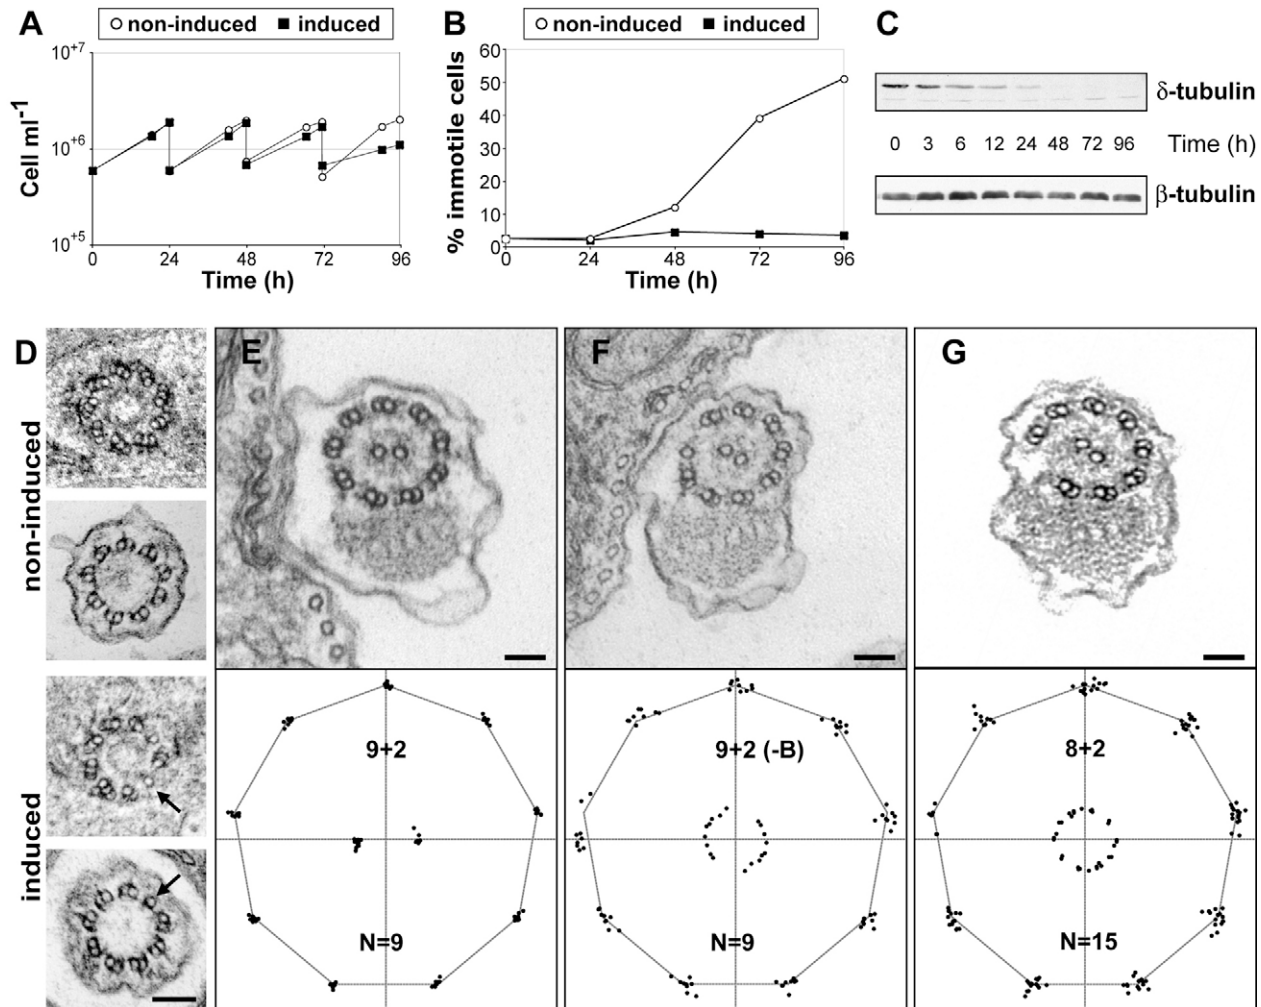 A
non-induced induced
Cell ml-1
10+7
10+6
10+5
0 24 48 72 96
Time (h)
B
non-induced induced
% immotile cells
60
50
40
30
20
10
0
0 24 48 72 96
Time (h)
C
δ-tubulin
0 3 6 12 24 48 72 96 Time (h)
β-tubulin
D
non-induced
induced
E
F
G
9+2
N=9
9+2 (-B)
N=9
8+2
N=15